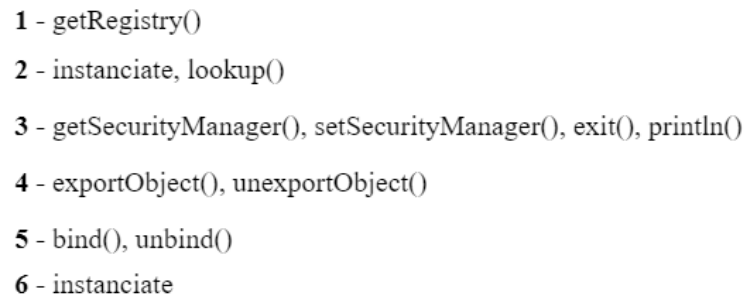 1 - getRegistry()
2 - instanciate, lookup()
3 - getSecurityManager(), setSecurityManager(), exit(), println()
4 - exportObject(), unexportObject()
5 - bind(), unbind()
6 - instanciate